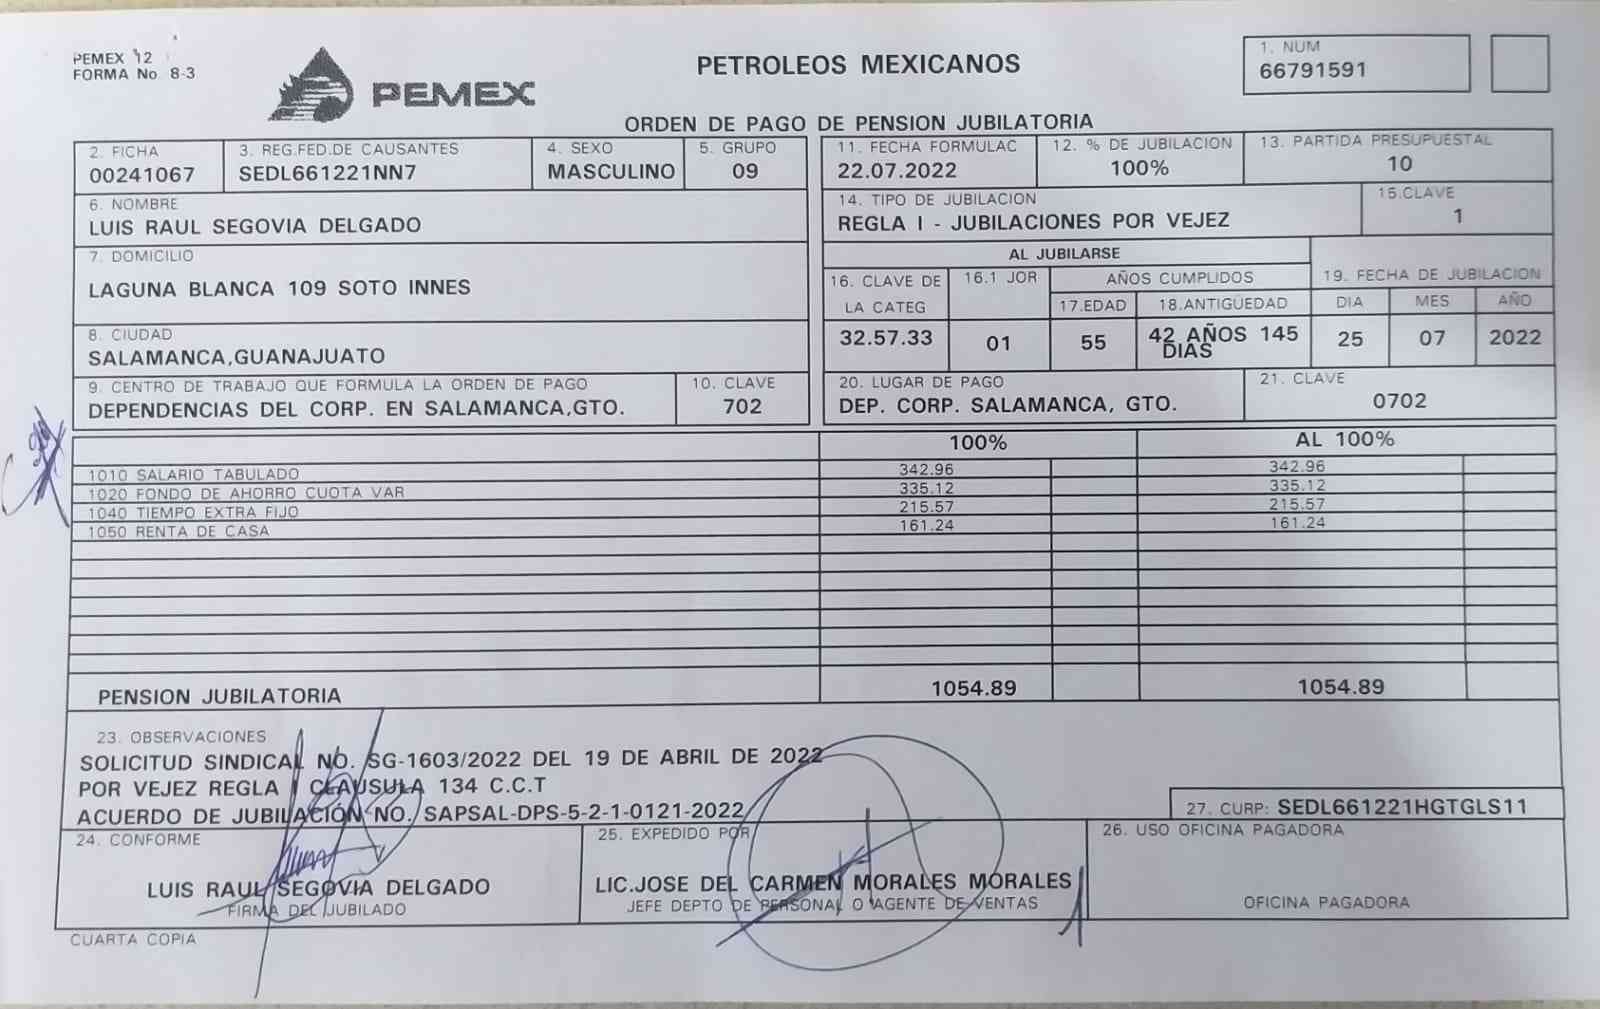 PEMEX 12
FORMA No 8-3
PEMEX
PETROLEOS MEXICANOS
1. NUM
66791591
ORDEN DE PAGO DE PENSION JUBILATORIA
2. FICHA
00241067
3. REG.FED.DE CAUSANTES
SEDL661221NN7
4. SEXO
MASCULINO
5. GRUPO
09
11. FECHA FORMULAC
22.07.2022
12. % DE JUBILACION
100%
13. PARTIDA PRESUPUESTAL
10
6. NOMBRE
LUIS RAUL SEGOVIA DELGADO
14. TIPO DE JUBILACION
REGLA I - JUBILACIONES POR VEJEZ
15.CLAVE
1
7. DOMICILIO
LAGUNA BLANCA 109 SOTO INNES
AL JUBILARSE
16. CLAVE DE
LA CATEG
32.57.33
16.1 JOR
01
AÑOS CUMPLIDOS
17.EDAD
55
18.ANTIGÜEDAD
42 AÑOS 145
DIAS
19. FECHA DE JUBILACION
DIA MES AÑO
25 07 2022
8. CIUDAD
SALAMANCA,GUANAJUATO
9. CENTRO DE TRABAJO QUE FORMULA LA ORDEN DE PAGO
DEPENDENCIAS DEL CORP. EN SALAMANCA,GTO.
10. CLAVE
702
20. LUGAR DE PAGO
DEP. CORP. SALAMANCA, GTO.
21. CLAVE
0702
100% AL 100%
1010 SALARIO TABULADO 342.96 342.96
1020 FONDO DE AHORRO CUOTA VAR 335.12 335.12
1040 TIEMPO EXTRA FIJO 215.57 215.57
1050 RENTA DE CASA 161.24 161.24
PENSION JUBILATORIA 1054.89 1054.89
23. OBSERVACIONES
SOLICITUD SINDICAL NO. SG-1603/2022 DEL 19 DE ABRIL DE 2022
POR VEJEZ REGLA I CLAUSULA 134 C.C.T
ACUERDO DE JUBILACIÓN NO. SAPSAL-DPS-5-2-1-0121-2022
27. CURP: SEDL661221HGTGLS11
24. CONFORME
LUIS RAUL SEGOVIA DELGADO
FIRMA DEL JUBILADO
25. EXPEDIDO POR
LIC.JOSE DEL CARMEN MORALES MORALES
JEFE DEPTO DE PERSONAL O AGENTE DE VENTAS
26. USO OFICINA PAGADORA
OFICINA PAGADORA
CUARTA COPIA